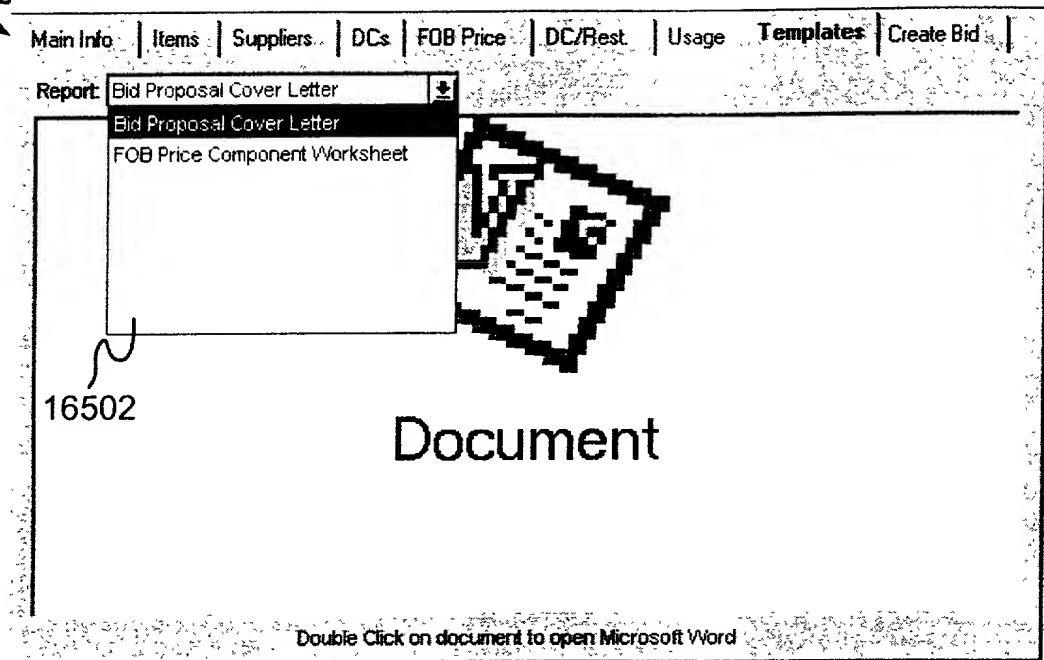 Main Info Items Suppliers.. DCs FOB Price DC/Rest. Usage Templates Create Bid
Report: Bid Proposal Cover Letter
Bid Proposal Cover Letter
FOB Price Component Worksheet
16502
Document
Double Click on document to open Microsoft Word